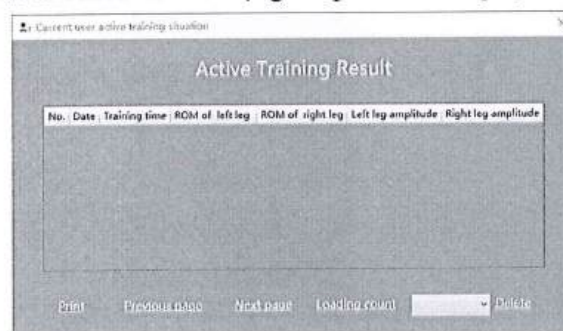 Current user active training situation
Active Training Result
No. Date Training time ROM of left leg ROM of right leg Left leg amplitude Right leg amplitude
Print Previous page Next page Loading count Delete